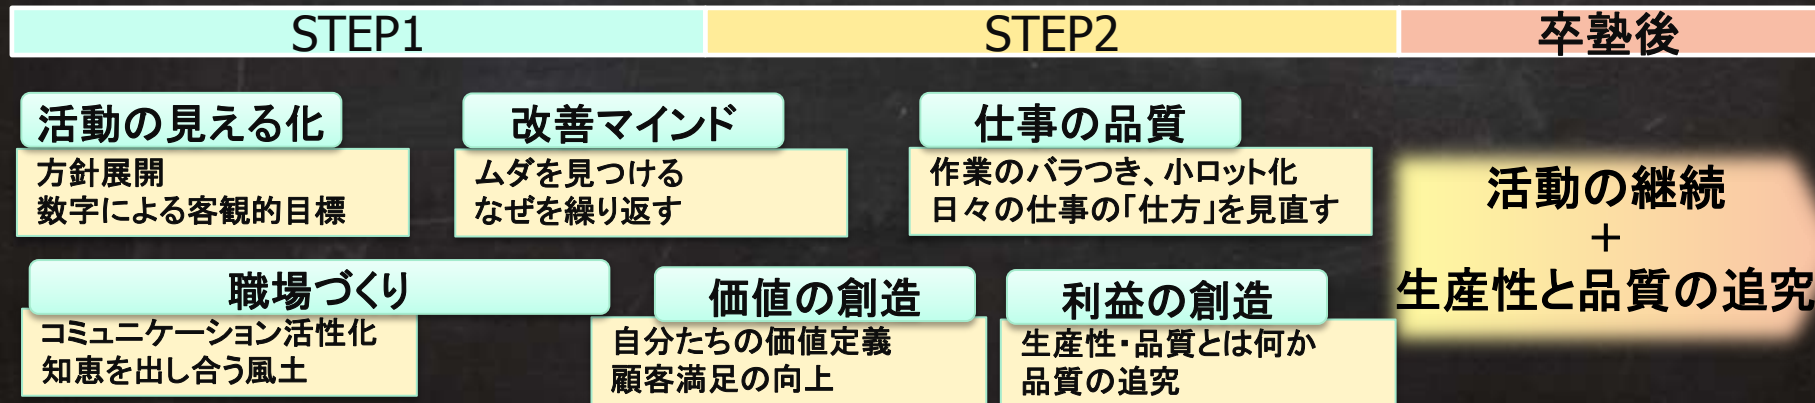 STEP1
STEP2
卒塾後
活動の見える化
方針展開
数字による客観的目標
改善マインド
ムダを見つける
なぜを繰り返す
仕事の品質
作業のバラつき、小ロット化
日々の仕事の「仕方」を見直す
職場づくり
コミュニケーション活性化
知恵を出し合う風土
価値の創造
自分たちの価値定義
顧客満足の向上
利益の創造
生産性・品質とは何か
品質の追究
活動の継続
+
生産性と品質の追究